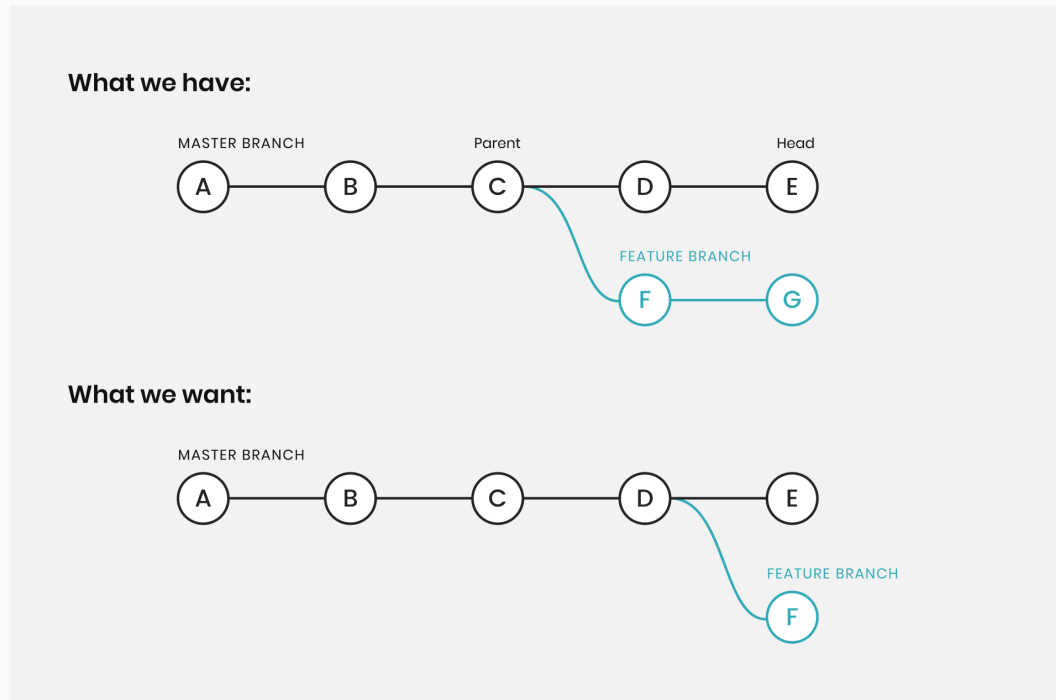 What we have:
MASTER BRANCH
Parent
Head
A
B
C
D
E
FEATURE BRANCH
F
G
What we want:
MASTER BRANCH
A
B
C
D
E
FEATURE BRANCH
F